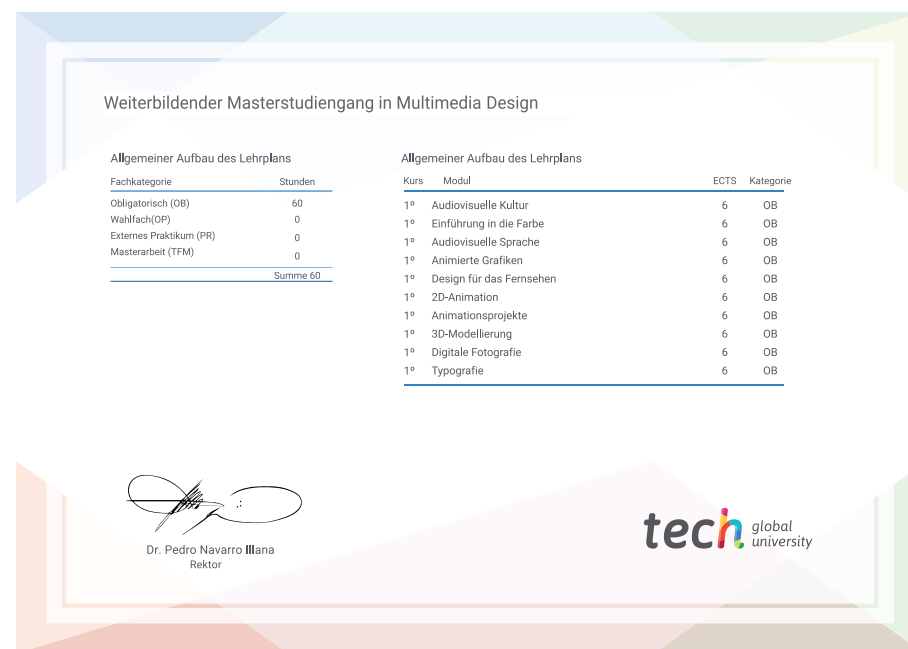 Weiterbildender Masterstudiengang in Multimedia Design
Allgemeiner Aufbau des Lehrplans
Fachkategorie Stunden
Obligatorisch (OB) 60
Wahlfach(OP) 0
Externes Praktikum (PR) 0
Masterarbeit (TFM) 0
Summe 60
Allgemeiner Aufbau des Lehrplans
Kurs Modul ECTS Kategorie
1º Audiovisuelle Kultur 6 OB
1º Einführung in die Farbe 6 OB
1º Audiovisuelle Sprache 6 OB
1º Animierte Grafiken 6 OB
1º Design für das Fernsehen 6 OB
1º 2D-Animation 6 OB
1º Animationsprojekte 6 OB
1º 3D-Modellierung 6 OB
1º Digitale Fotografie 6 OB
1º Typografie 6 OB
Dr. Pedro Navarro Illana
Rektor
tech global
university